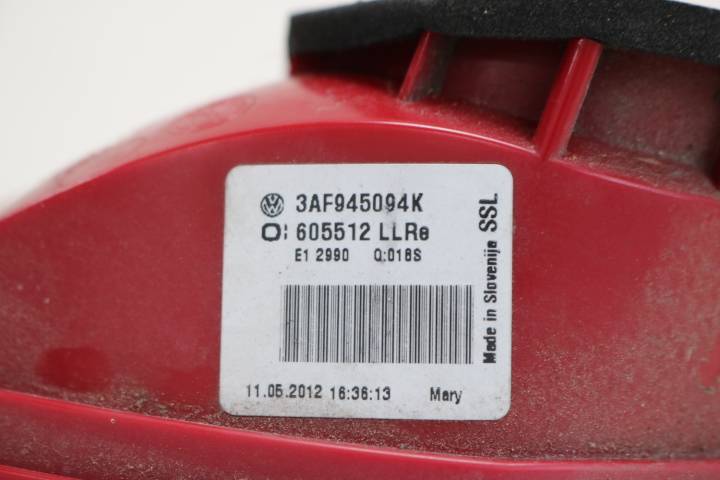 3AF945094K
605512 LLRe
E1 2990 Q:018S
11.05.2012 16:36:13 Mary
Made in Slovenija SSL